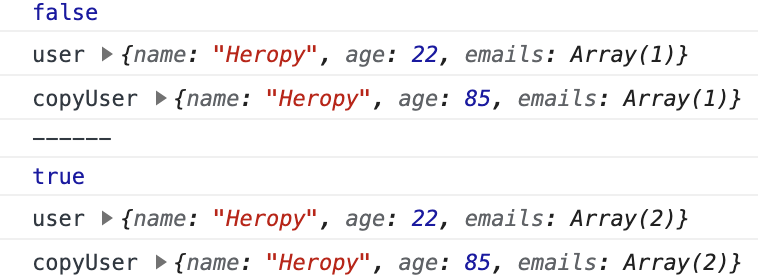 false
user ▶{name: "Heropy", age: 22, emails: Array(1)}
copyUser ▶{name: "Heropy", age: 85, emails: Array(1)}
------
true
user ▶{name: "Heropy", age: 22, emails: Array(2)}
copyUser ▶{name: "Heropy", age: 85, emails: Array(2)}